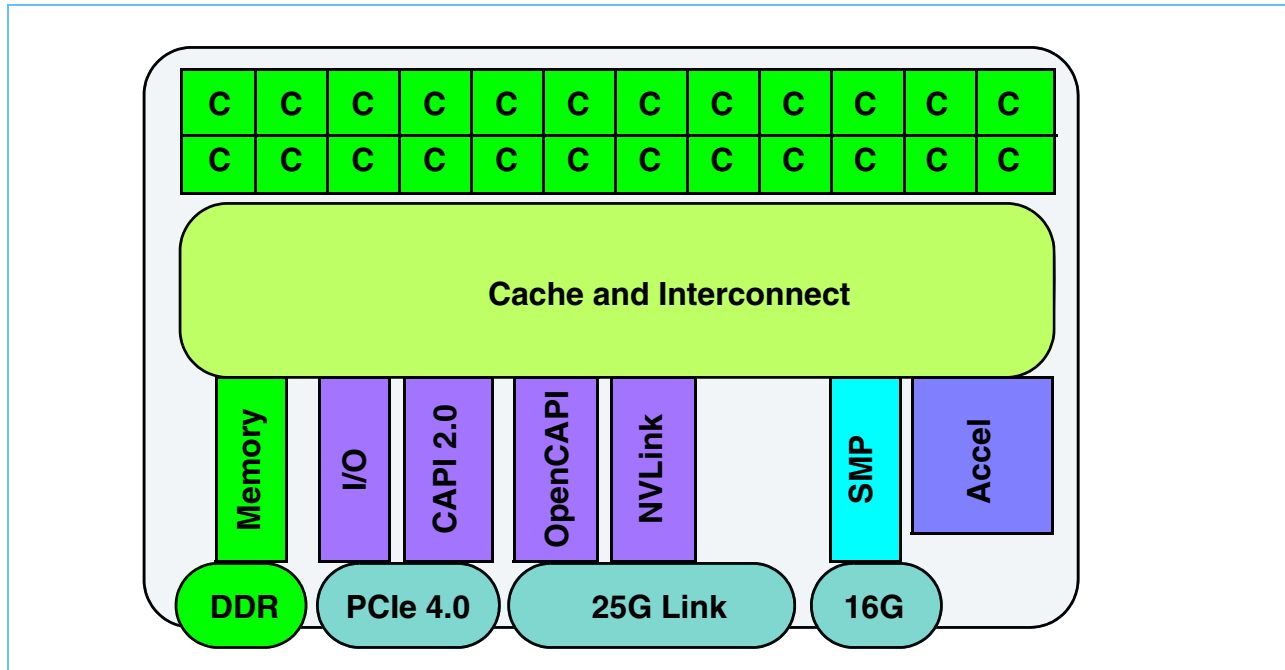 C C C C C C C C C C C C
C C C C C C C C C C C C
Cache and Interconnect
Memory
I/O
CAPI 2.0
OpenCAPI
NVLink
SMP
Accel
DDR
PCIe 4.0
25G Link
16G